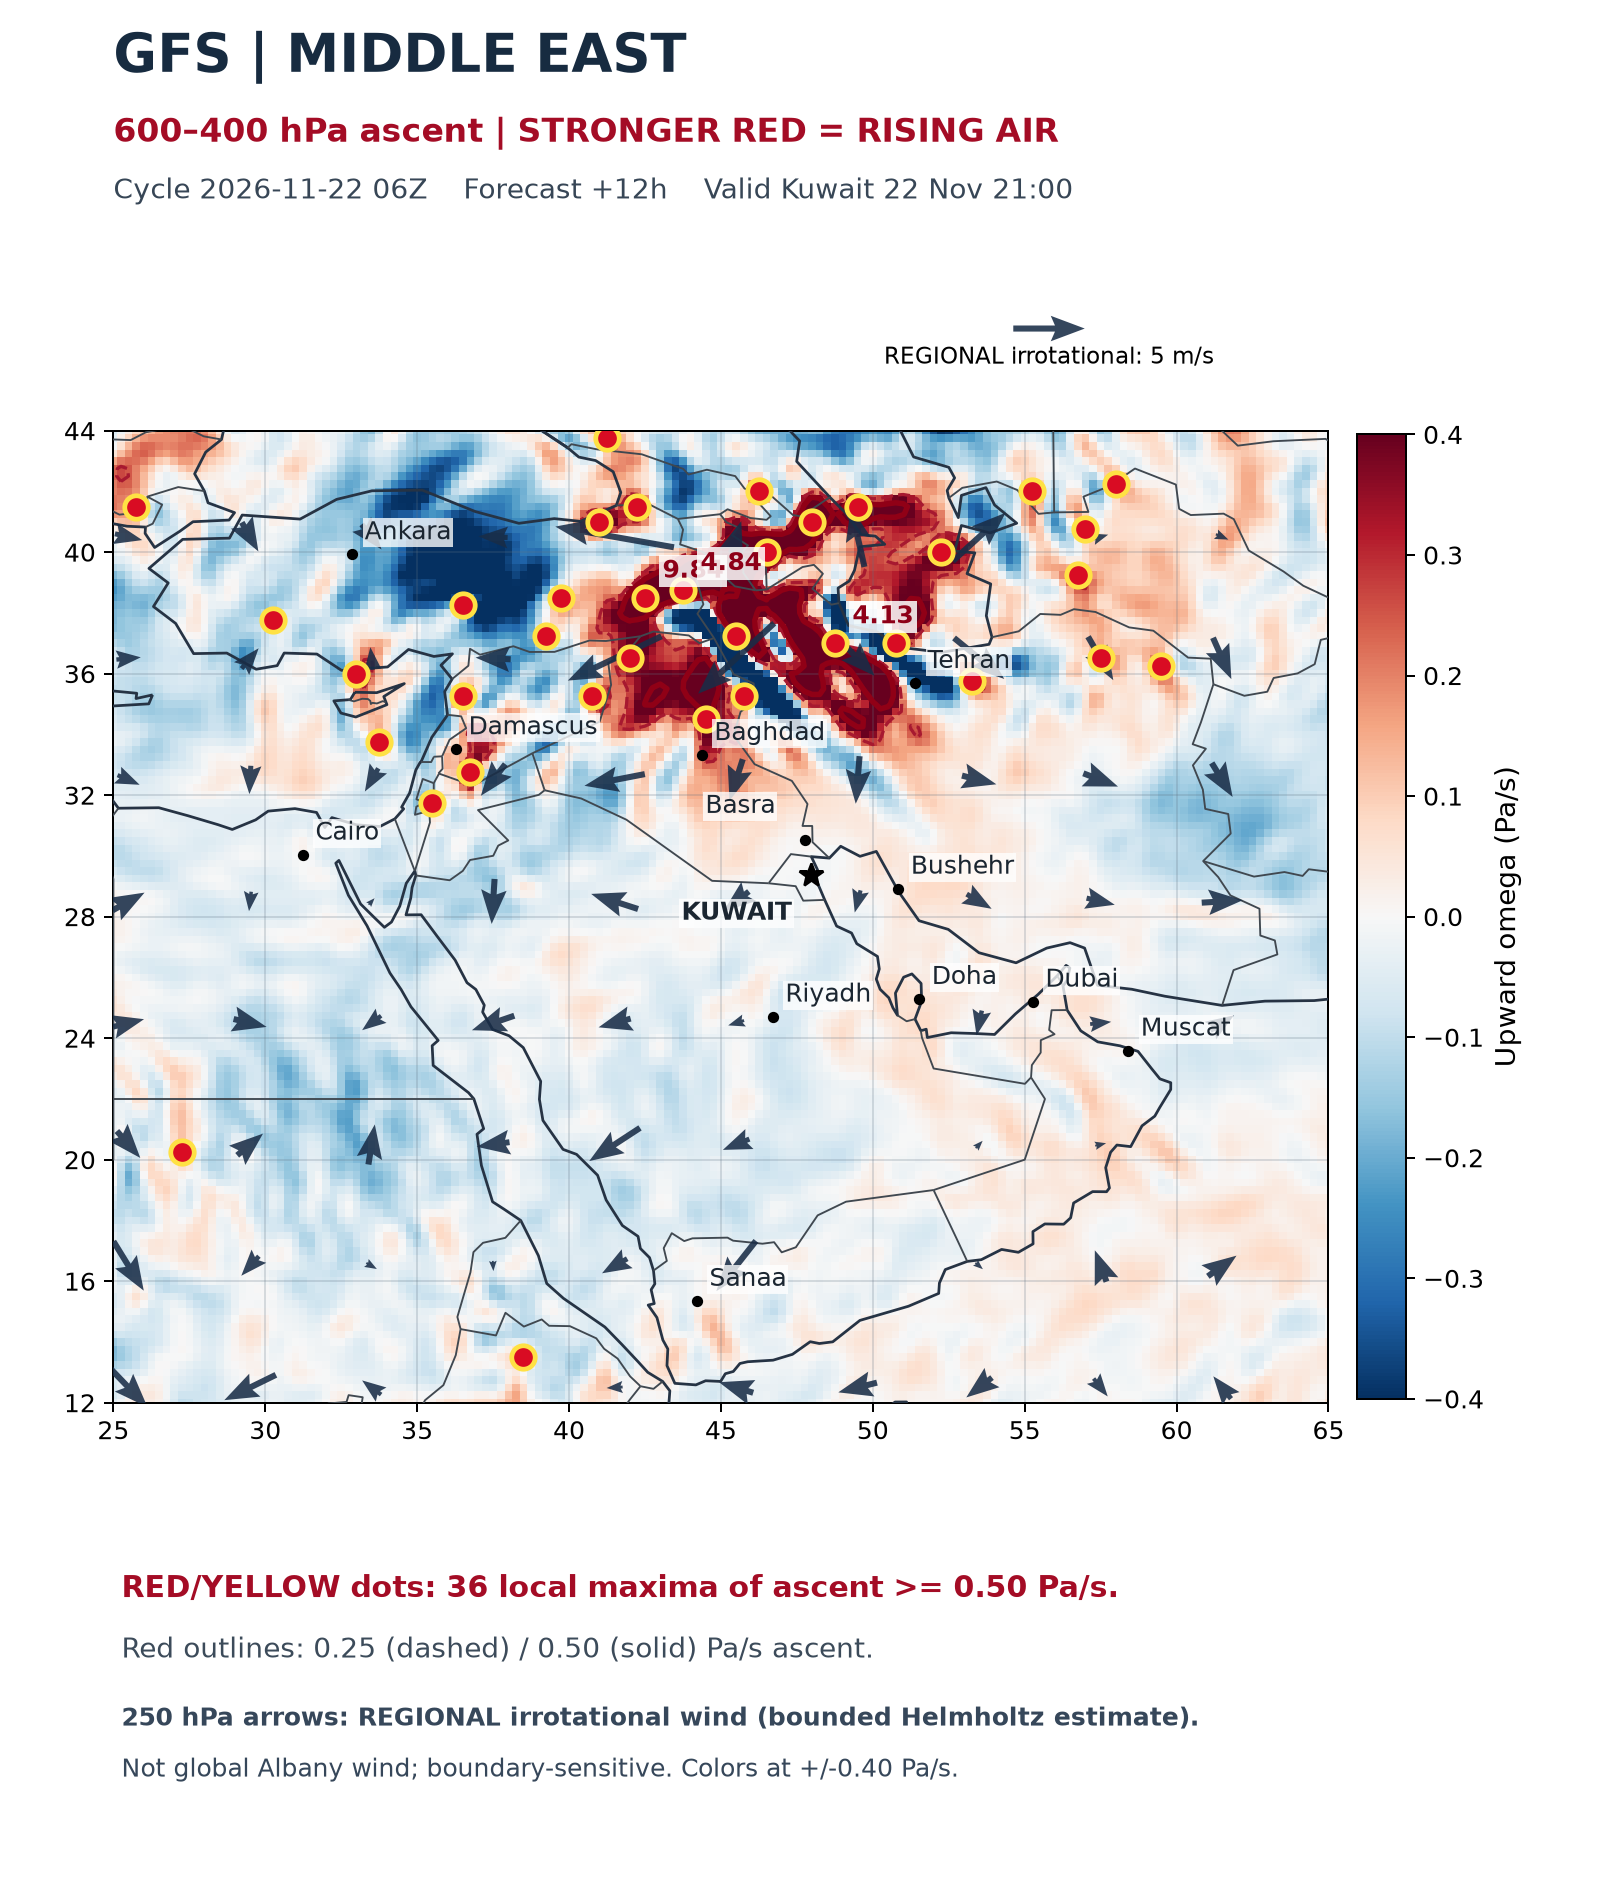 GFS | MIDDLE EAST
600–400 hPa ascent | STRONGER RED = RISING AIR
Cycle 2026-11-22 06Z    Forecast +12h    Valid Kuwait 22 Nov 21:00
REGIONAL irrotational: 5 m/s
44
40
36
32
28
24
20
16
12
25
30
35
40
45
50
55
60
65
Ankara
4.84
4.13
Tehran
Damascus
Baghdad
Basra
Cairo
Bushehr
KUWAIT
Doha
Dubai
Riyadh
Muscat
Sanaa
0.4
0.3
0.2
0.1
0.0
−0.1
−0.2
−0.3
−0.4
Upward omega (Pa/s)
RED/YELLOW dots: 36 local maxima of ascent >= 0.50 Pa/s.
Red outlines: 0.25 (dashed) / 0.50 (solid) Pa/s ascent.
250 hPa arrows: REGIONAL irrotational wind (bounded Helmholtz estimate).
Not global Albany wind; boundary-sensitive. Colors at +/-0.40 Pa/s.